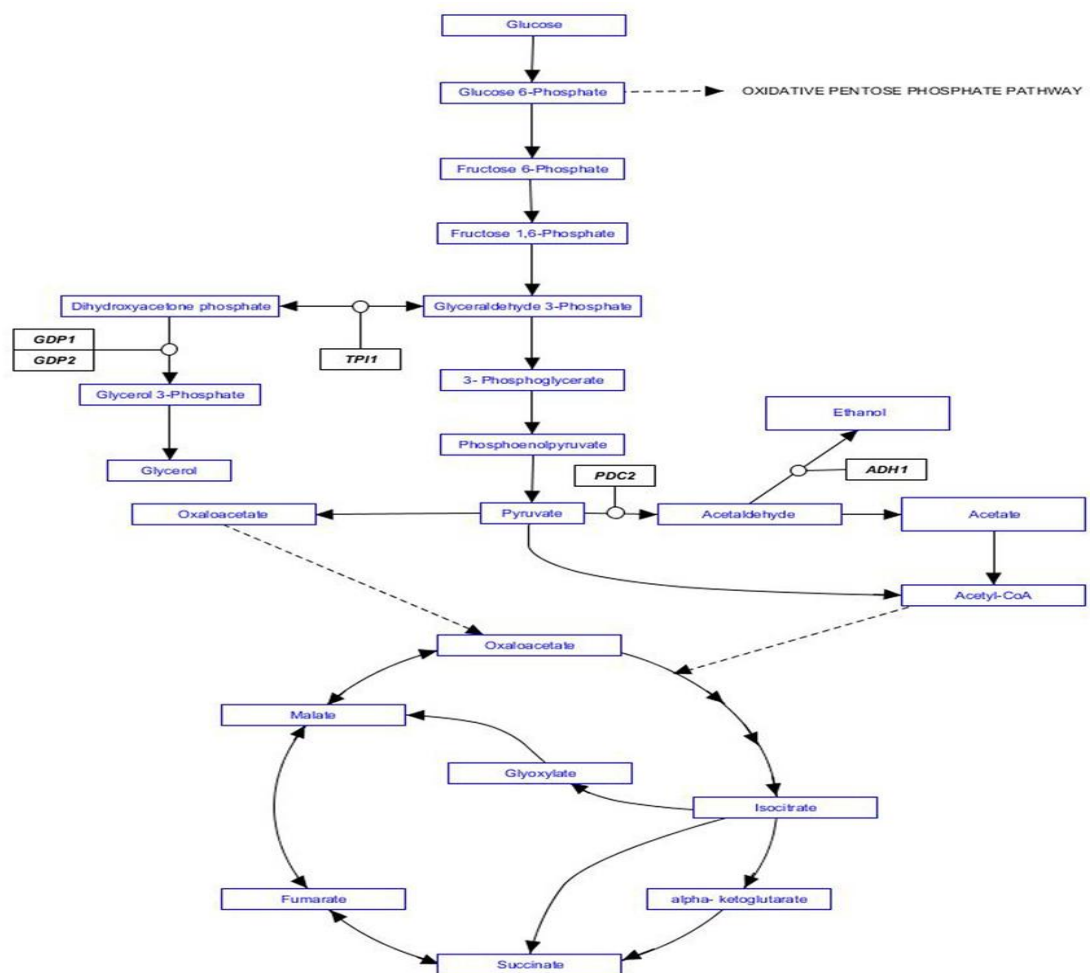 Glucose
Glucose 6-Phosphate
OXIDATIVE PENTOSE PHOSPHATE PATHWAY
Fructose 6-Phosphate
Fructose 1,6-Phosphate
Dihydroxyacetone phosphate
Glyceraldehyde 3-Phosphate
GDP1
GDP2
TPI1
3- Phosphoglycerate
Glycerol 3-Phosphate
Ethanol
Phosphoenolpyruvate
Glycerol
PDC2
ADH1
Oxaloacetate
Pyruvate
Acetaldehyde
Acetate
Acetyl-CoA
Oxaloacetate
Malate
Glyoxylate
Isocitrate
Fumarate
alpha- ketoglutarate
Succinate